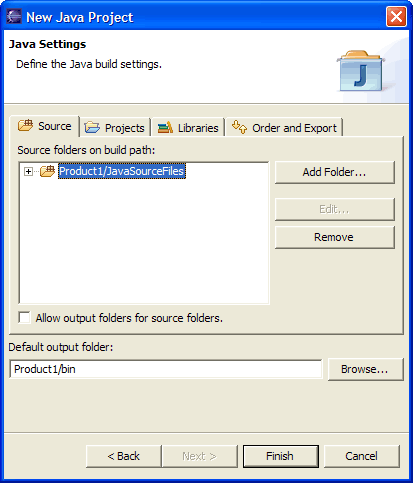 New Java Project
Java Settings
Define the Java build settings.
J
Source Projects Libraries Order and Export
Source folders on build path:
Product1/JavaSourceFiles
Add Folder...
Edit...
Remove
Allow output folders for source folders.
Default output folder:
Product1/bin
Browse...
< Back Next > Finish Cancel